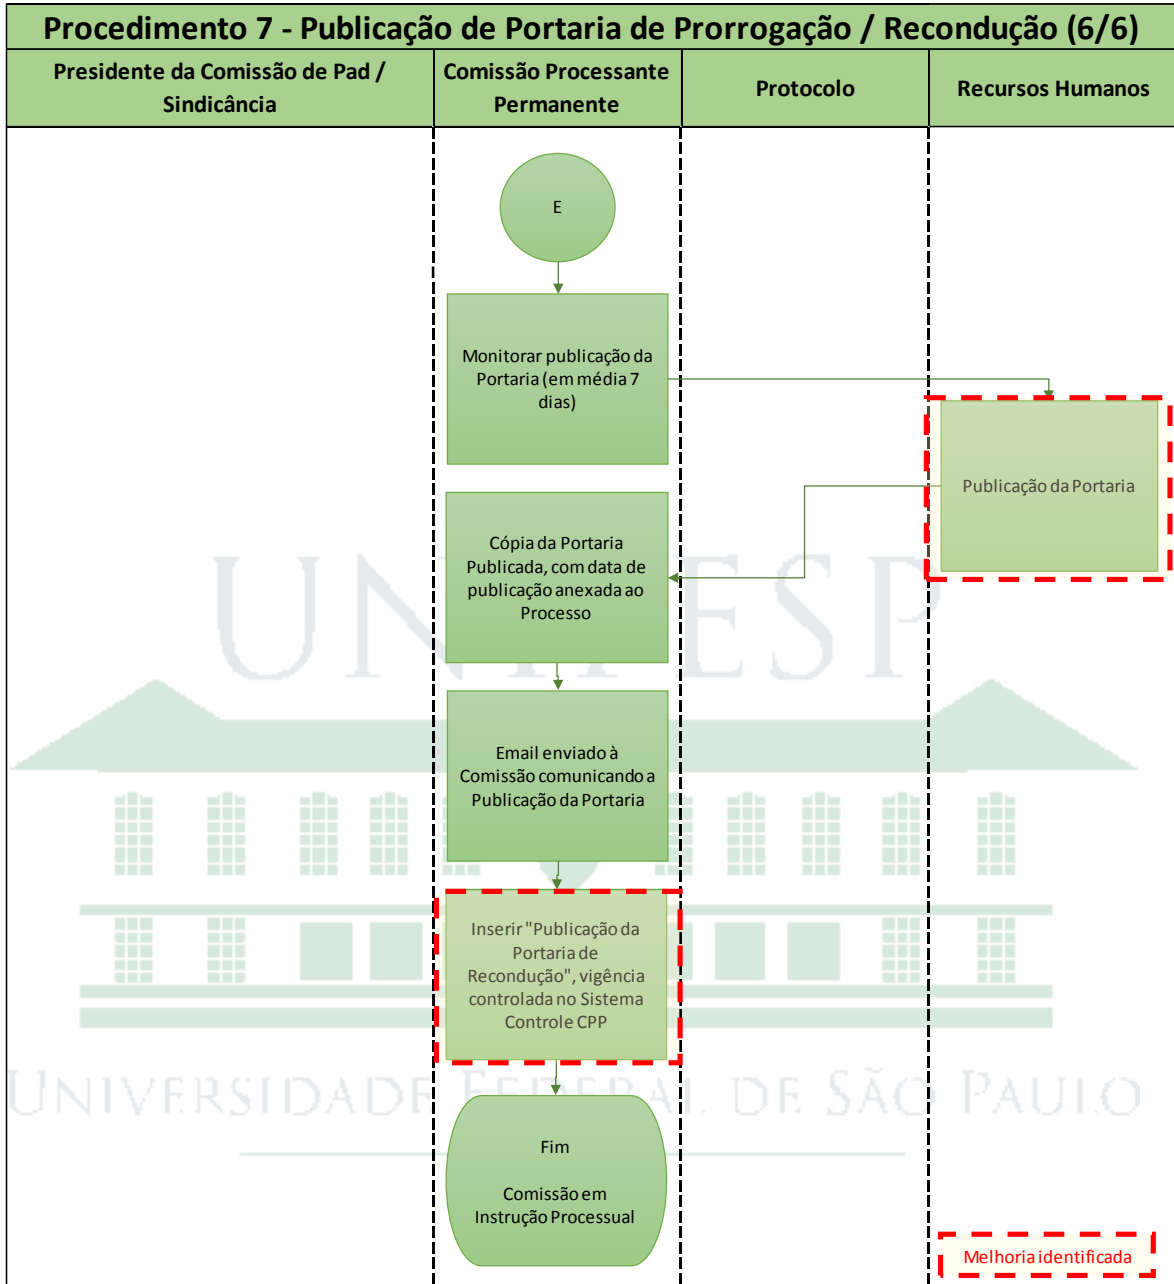 Procedimento 7 - Publicação de Portaria de Prorrogação / Recondução (6/6)
Presidente da Comissão de Pad /
Sindicância
Comissão Processante
Permanente
Protocolo
Recursos Humanos
E
Monitorar publicação da
Portaria (em média 7
dias)
Publicação da Portaria
Cópia da Portaria
Publicada, com data de
publicação anexada ao
Processo
UNIFESP
Email enviado à
Comissão comunicando a
Publicação da Portaria
Inserir "Publicação da
Portaria de
Recondução", vigência
controlada no Sistema
Controle CPP
UNIVERSIDADE FEDERAL DE SÃO PAULO
Fim
Comissão em
Instrução Processual
Melhoria identificada